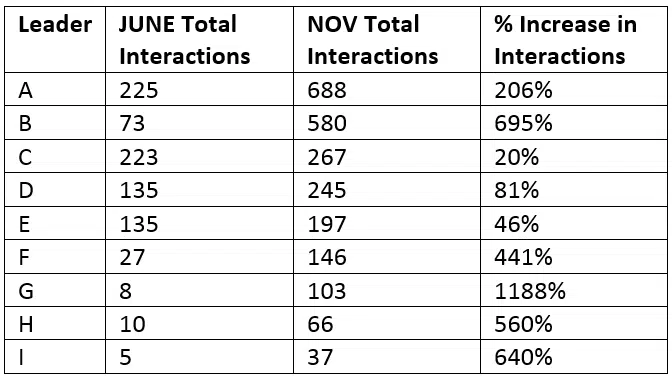 Leader JUNE Total Interactions NOV Total Interactions % Increase in Interactions
A 225 688 206%
B 73 580 695%
C 223 267 20%
D 135 245 81%
E 135 197 46%
F 27 146 441%
G 8 103 1188%
H 10 66 560%
I 5 37 640%